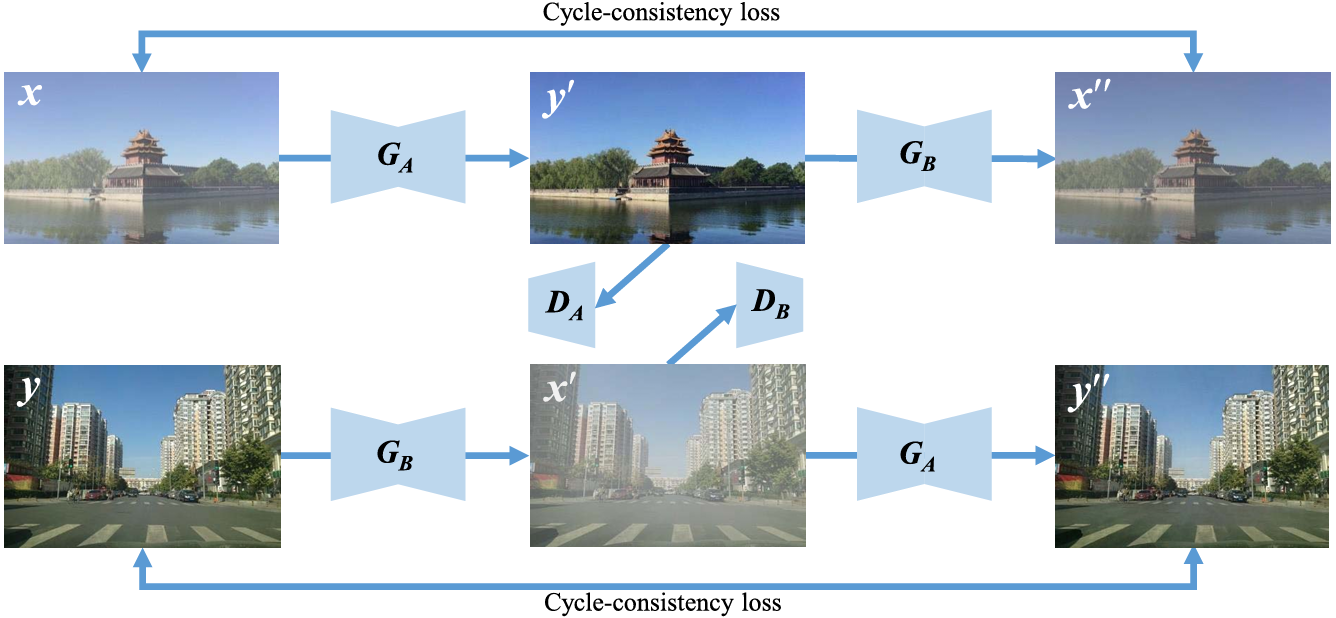 Cycle-consistency loss
x
G_A
y′
G_B
x″
D_A
D_B
y
G_B
x′
G_A
y″
Cycle-consistency loss